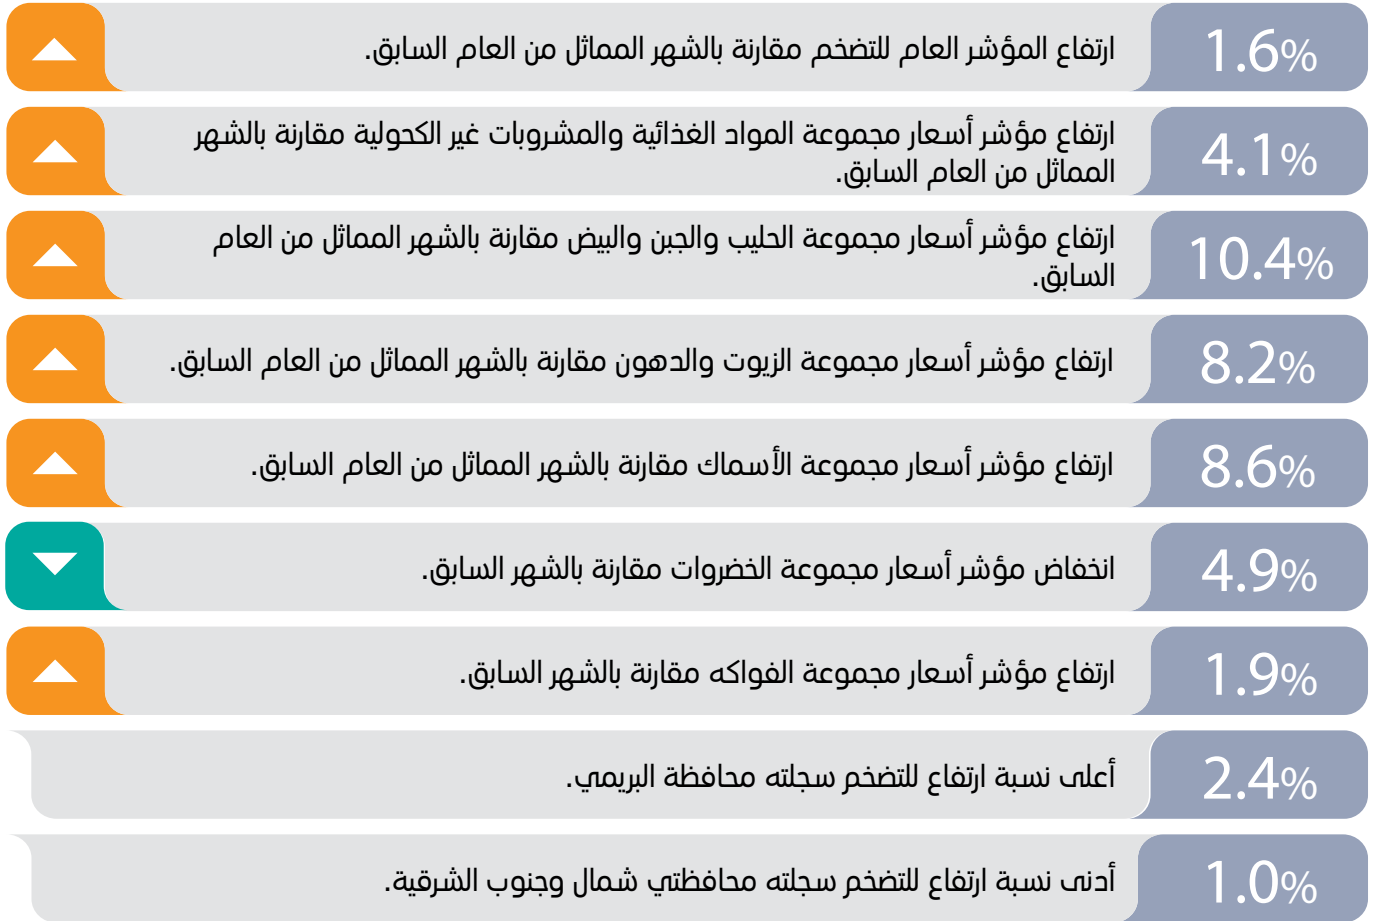 1.6%
ارتفاع المؤشر العام للتضخم مقارنة بالشهر المماثل من العام السابق.
4.1%
ارتفاع مؤشر أسعار مجموعة المواد الغذائية والمشروبات غير الكحولية مقارنة بالشهر
المماثل من العام السابق.
10.4%
ارتفاع مؤشر أسعار مجموعة الحليب والجبن والبيض مقارنة بالشهر المماثل من العام
السابق.
8.2%
ارتفاع مؤشر أسعار مجموعة الزيوت والدهون مقارنة بالشهر المماثل من العام السابق.
8.6%
ارتفاع مؤشر أسعار مجموعة الأسماك مقارنة بالشهر المماثل من العام السابق.
4.9%
انخفاض مؤشر أسعار مجموعة الخضروات مقارنة بالشهر السابق.
1.9%
ارتفاع مؤشر أسعار مجموعة الفواكه مقارنة بالشهر السابق.
2.4%
أعلى نسبة ارتفاع للتضخم سجلته محافظة البريمي.
1.0%
أدنى نسبة ارتفاع للتضخم سجلته محافظتي شمال وجنوب الشرقية.